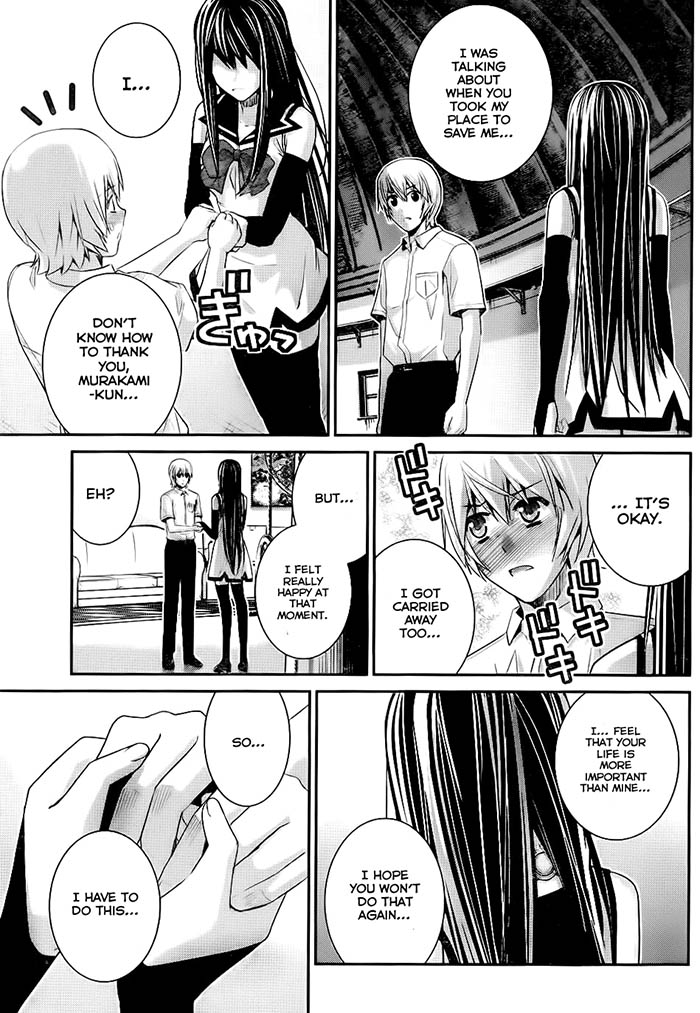 I WAS
TALKING
ABOUT
WHEN YOU
TOOK MY
PLACE TO
SAVE ME...
I...
ぎゅっ
DON'T
KNOW HOW
TO THANK
YOU,
MURAKAMI
-KUN...
... IT'S
OKAY.
ドキ
I GOT
CARRIED
AWAY
TOO...
ドキ
ドキ
BUT...
I FELT
REALLY
HAPPY AT
THAT
MOMENT.
EH?
I... FEEL
THAT YOUR
LIFE IS
MORE
IMPORTANT
THAN MINE...
I HOPE
YOU WON'T
DO THAT
AGAIN...
SO...
I HAVE TO
DO THIS...